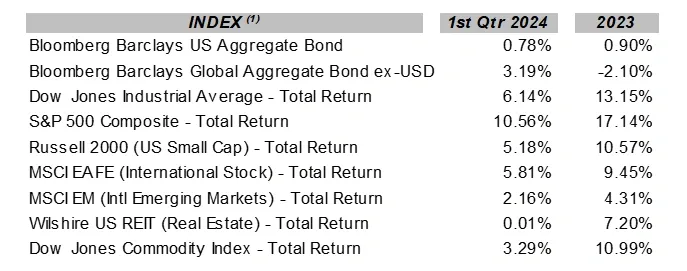 INDEX (1) 1st Qtr 2024 2023
Bloomberg Barclays US Aggregate Bond 0.78% 0.90%
Bloomberg Barclays Global Aggregate Bond ex-USD 3.19% -2.10%
Dow Jones Industrial Average - Total Return 6.14% 13.15%
S&P 500 Composite - Total Return 10.56% 17.14%
Russell 2000 (US Small Cap) - Total Return 5.18% 10.57%
MSCI EAFE (International Stock) - Total Return 5.81% 9.45%
MSCI EM (Intl Emerging Markets) - Total Return 2.16% 4.31%
Wilshire US REIT (Real Estate) - Total Return 0.01% 7.20%
Dow Jones Commodity Index - Total Return 3.29% 10.99%